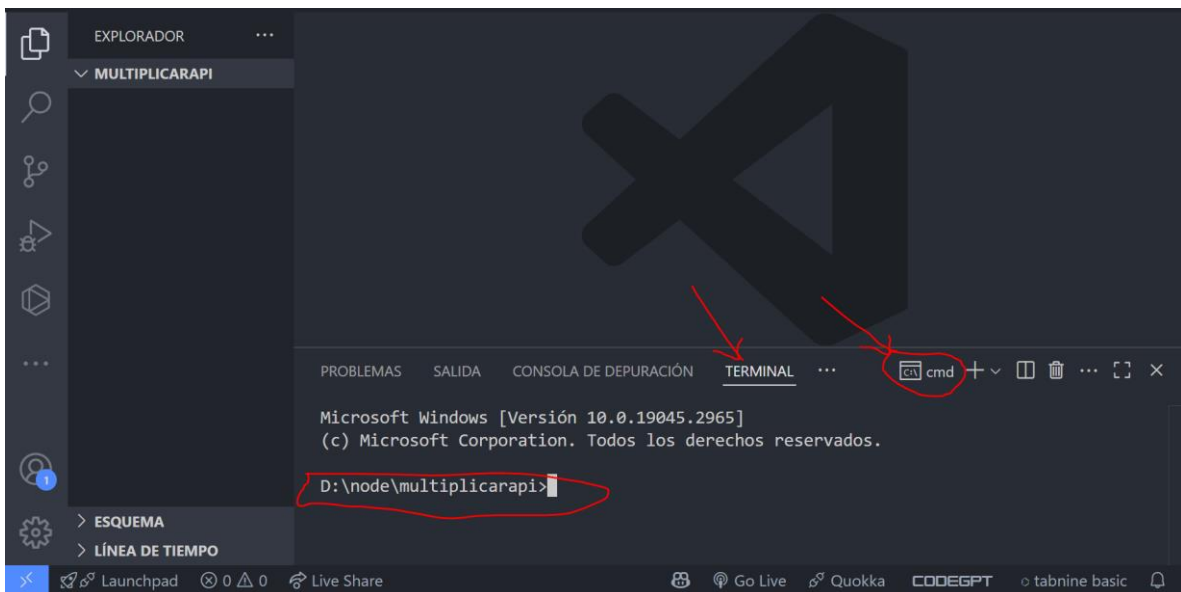 EXPLORADOR ...
MULTIPLICARAPI
PROBLEMAS SALIDA CONSOLA DE DEPURACIÓN TERMINAL ... cmd
Microsoft Windows [Versión 10.0.19045.2965]
(c) Microsoft Corporation. Todos los derechos reservados.
D:\node\multiplicarapi>
1
ESQUEMA
LÍNEA DE TIEMPO
Launchpad 0 0 Live Share Go Live Quokka CODEGPT tabnine basic